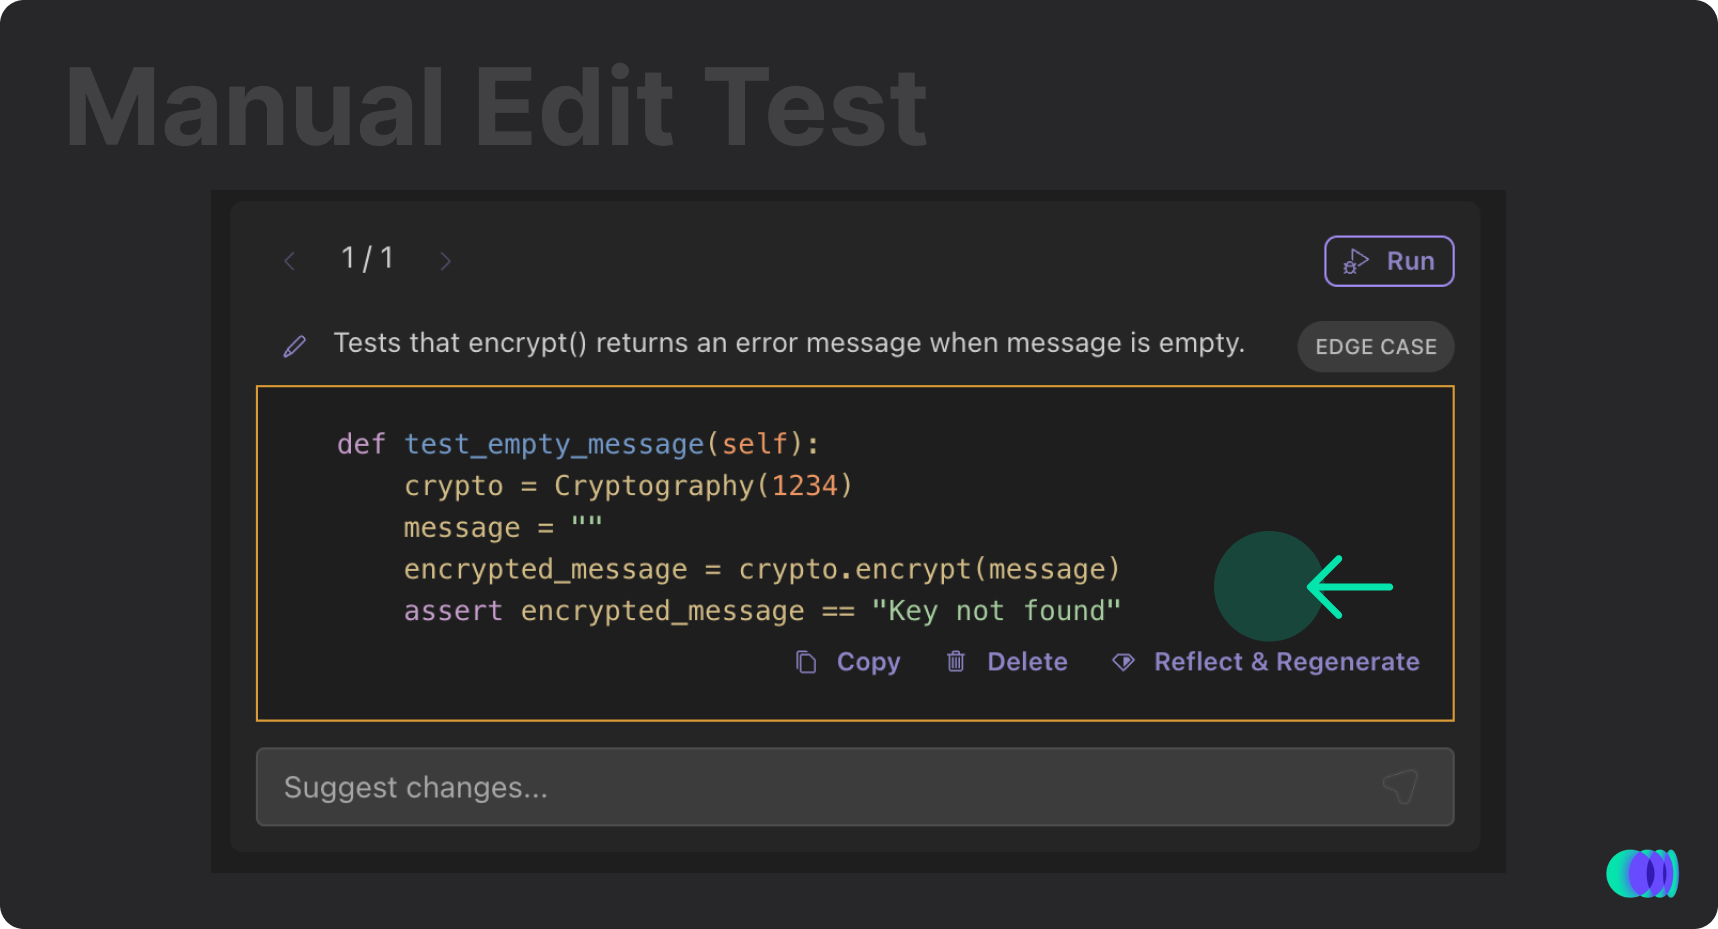 Manual Edit Test
1 / 1
Run
Tests that encrypt() returns an error message when message is empty.
EDGE CASE
def test_empty_message(self):
    crypto = Cryptography(1234)
    message = ""
    encrypted_message = crypto.encrypt(message)
    assert encrypted_message == "Key not found"
Copy Delete Reflect & Regenerate
Suggest changes...